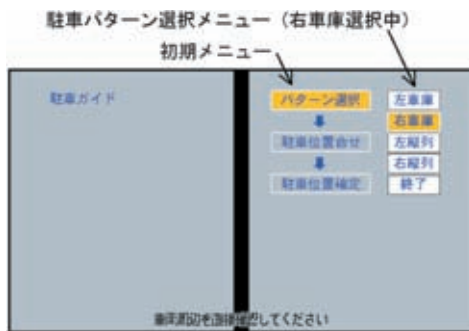 駐車パターン選択メニュー（右車庫選択中）
初期メニュー
駐車ガイド
パターン選択
駐車位置合せ
駐車位置確定
左車庫
右車庫
左縦列
右縦列
終了
車両周辺を直接確認してください